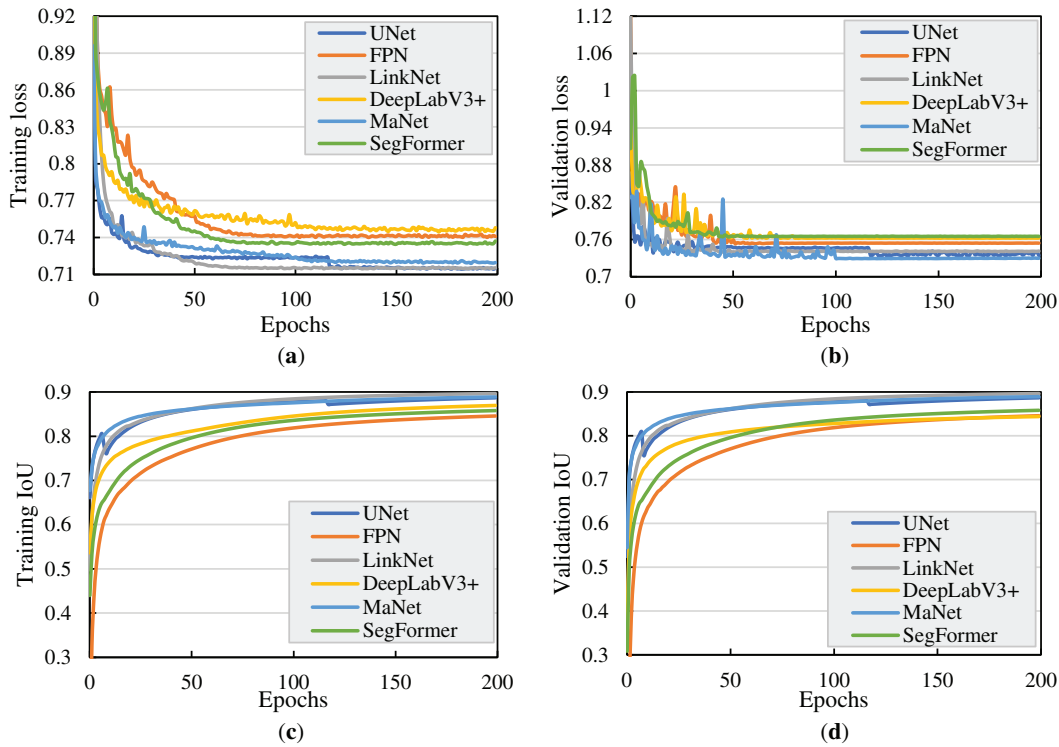 Training loss
0.92
0.89
0.86
0.83
0.8
0.77
0.74
0.71
0
50
100
150
200
Epochs
UNet
FPN
LinkNet
DeepLabV3+
MaNet
SegFormer
(a)
Validation loss
1.12
1.06
1
0.94
0.88
0.82
0.76
0.7
0
50
100
150
200
Epochs
UNet
FPN
LinkNet
DeepLabV3+
MaNet
SegFormer
(b)
Training IoU
0.9
0.8
0.7
0.6
0.5
0.4
0.3
0
50
100
150
200
Epochs
UNet
FPN
LinkNet
DeepLabV3+
MaNet
SegFormer
(c)
Validation IoU
0.9
0.8
0.7
0.6
0.5
0.4
0.3
0
50
100
150
200
Epochs
UNet
FPN
LinkNet
DeepLabV3+
MaNet
SegFormer
(d)